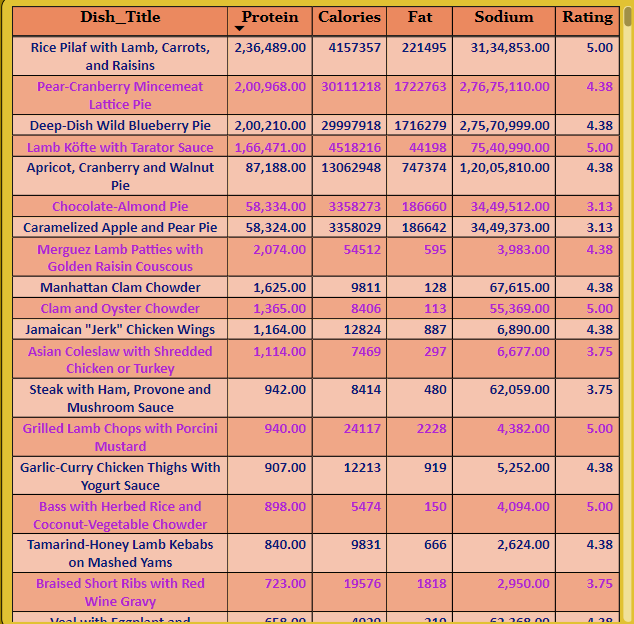 Dish_Title Protein Calories Fat Sodium Rating
Rice Pilaf with Lamb, Carrots, 2,36,489.00 4157357 221495 31,34,853.00 5.00
and Raisins
Pear-Cranberry Mincemeat 2,00,968.00 30111218 1722763 2,76,75,110.00 4.38
Lattice Pie
Deep-Dish Wild Blueberry Pie 2,00,210.00 29997918 1716279 2,75,70,999.00 4.38
Lamb Köfte with Tarator Sauce 1,66,471.00 4518216 44198 75,40,990.00 5.00
Apricot, Cranberry and Walnut 87,188.00 13062948 747374 1,20,05,810.00 4.38
Pie
Chocolate-Almond Pie 58,334.00 3358273 186660 34,49,512.00 3.13
Caramelized Apple and Pear Pie 58,324.00 3358029 186642 34,49,373.00 3.13
Merguez Lamb Patties with 2,074.00 54512 595 3,983.00 4.38
Golden Raisin Couscous
Manhattan Clam Chowder 1,625.00 9811 128 67,615.00 4.38
Clam and Oyster Chowder 1,365.00 8406 113 55,369.00 5.00
Jamaican "Jerk" Chicken Wings 1,164.00 12824 887 6,890.00 4.38
Asian Coleslaw with Shredded 1,114.00 7469 297 6,677.00 3.75
Chicken or Turkey
Steak with Ham, Provone and 942.00 8414 480 62,059.00 3.75
Mushroom Sauce
Grilled Lamb Chops with Porcini 940.00 24117 2228 4,382.00 5.00
Mustard
Garlic-Curry Chicken Thighs With 907.00 12213 919 5,252.00 4.38
Yogurt Sauce
Bass with Herbed Rice and 898.00 5474 150 4,094.00 5.00
Coconut-Vegetable Chowder
Tamarind-Honey Lamb Kebabs 840.00 9831 666 2,624.00 4.38
on Mashed Yams
Braised Short Ribs with Red 723.00 19576 1818 2,950.00 3.75
Wine Gravy
Veal with Eggplant and 658.00